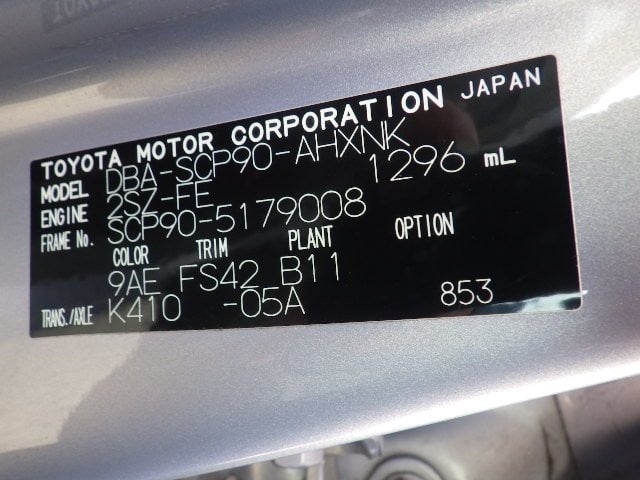 TOYOTA MOTOR CORPORATION JAPAN
MODEL DBA-SCP90-AHXNK
ENGINE 2SZ-FE 1296 mL
FRAME No. SCP90-5179008
COLOR TRIM PLANT OPTION
9AE FS42 B11
TRANS./AXLE K410 -05A 853